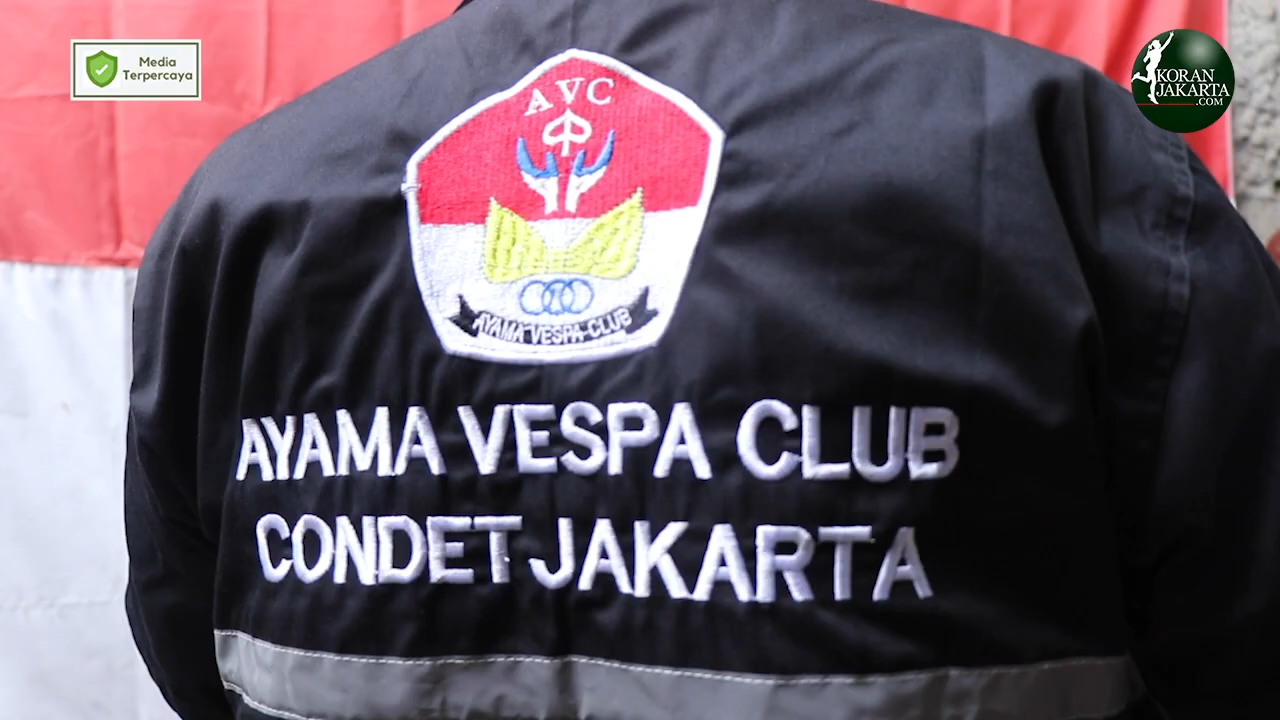 Media
Terpercaya
KORAN
JAKARTA
.COM
AVC
AYAMA VESPA CLUB
AYAMA VESPA CLUB
CONDET JAKARTA